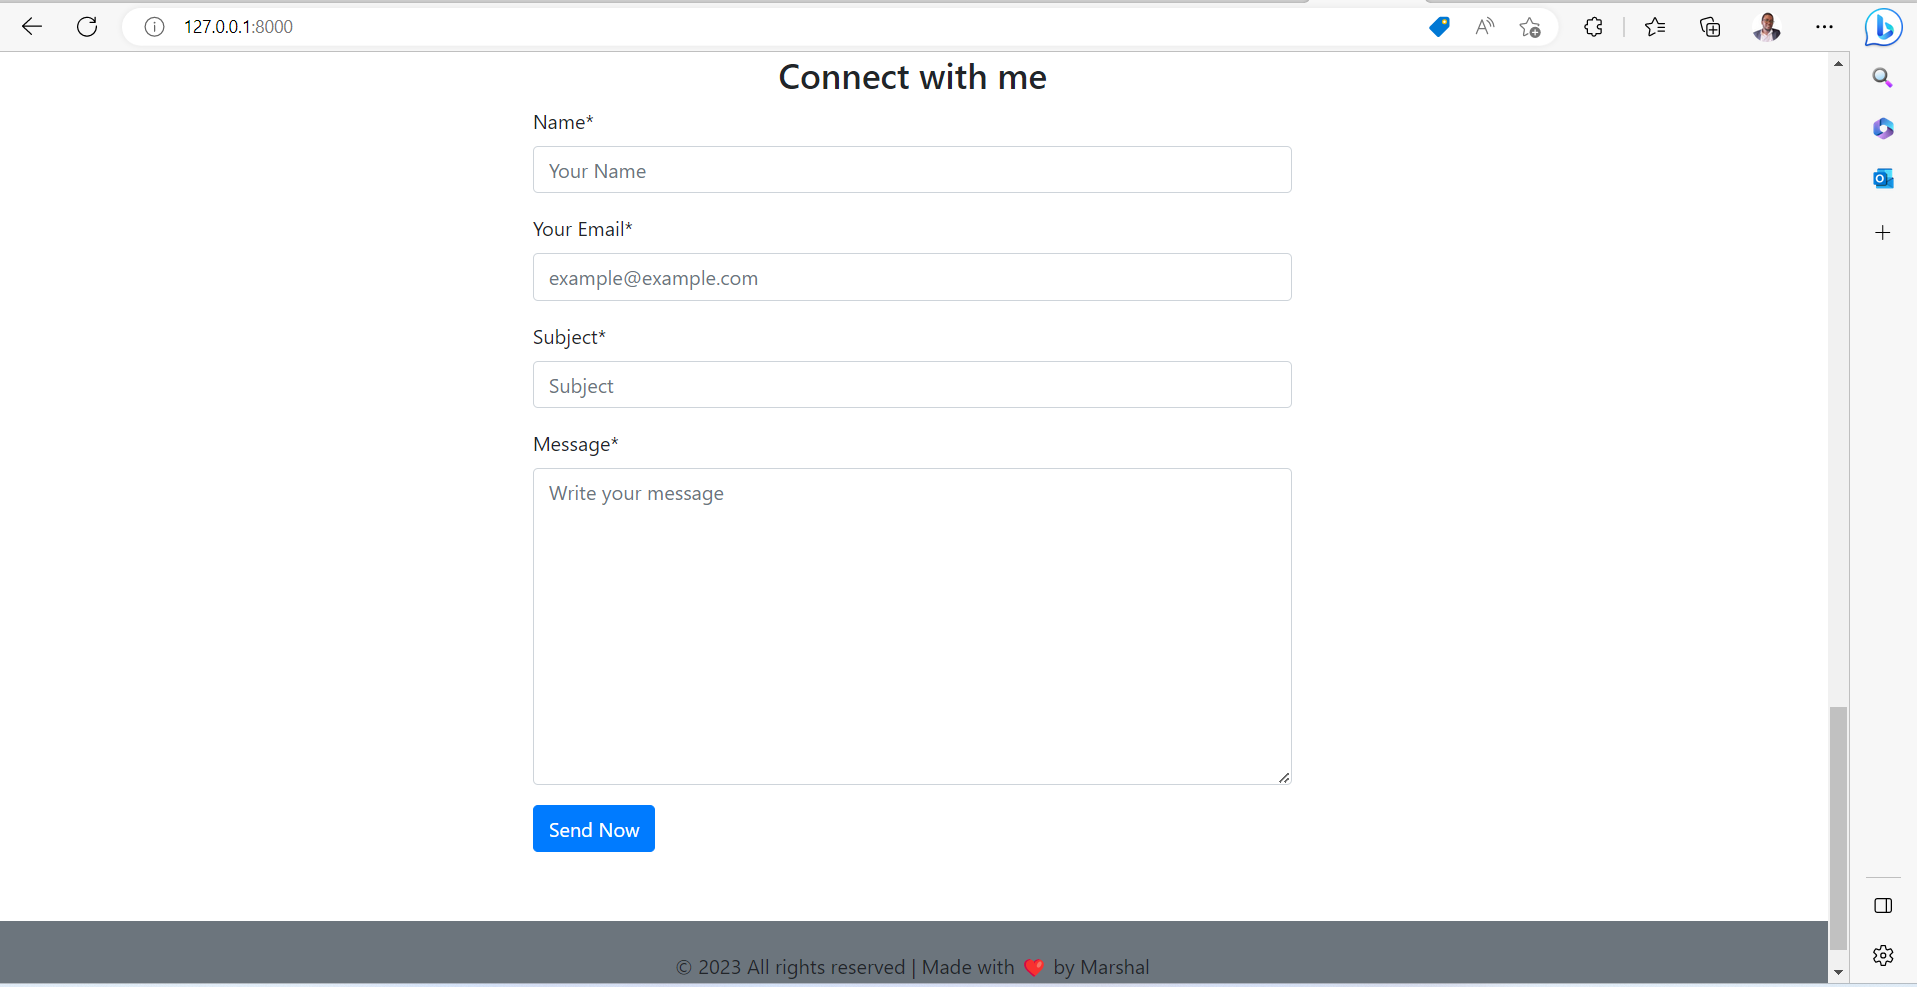 127.0.0.1:8000
Connect with me
Name*
Your Name
Your Email*
example@example.com
Subject*
Subject
Message*
Write your message
Send Now
© 2023 All rights reserved | Made with ❤️ by Marshal